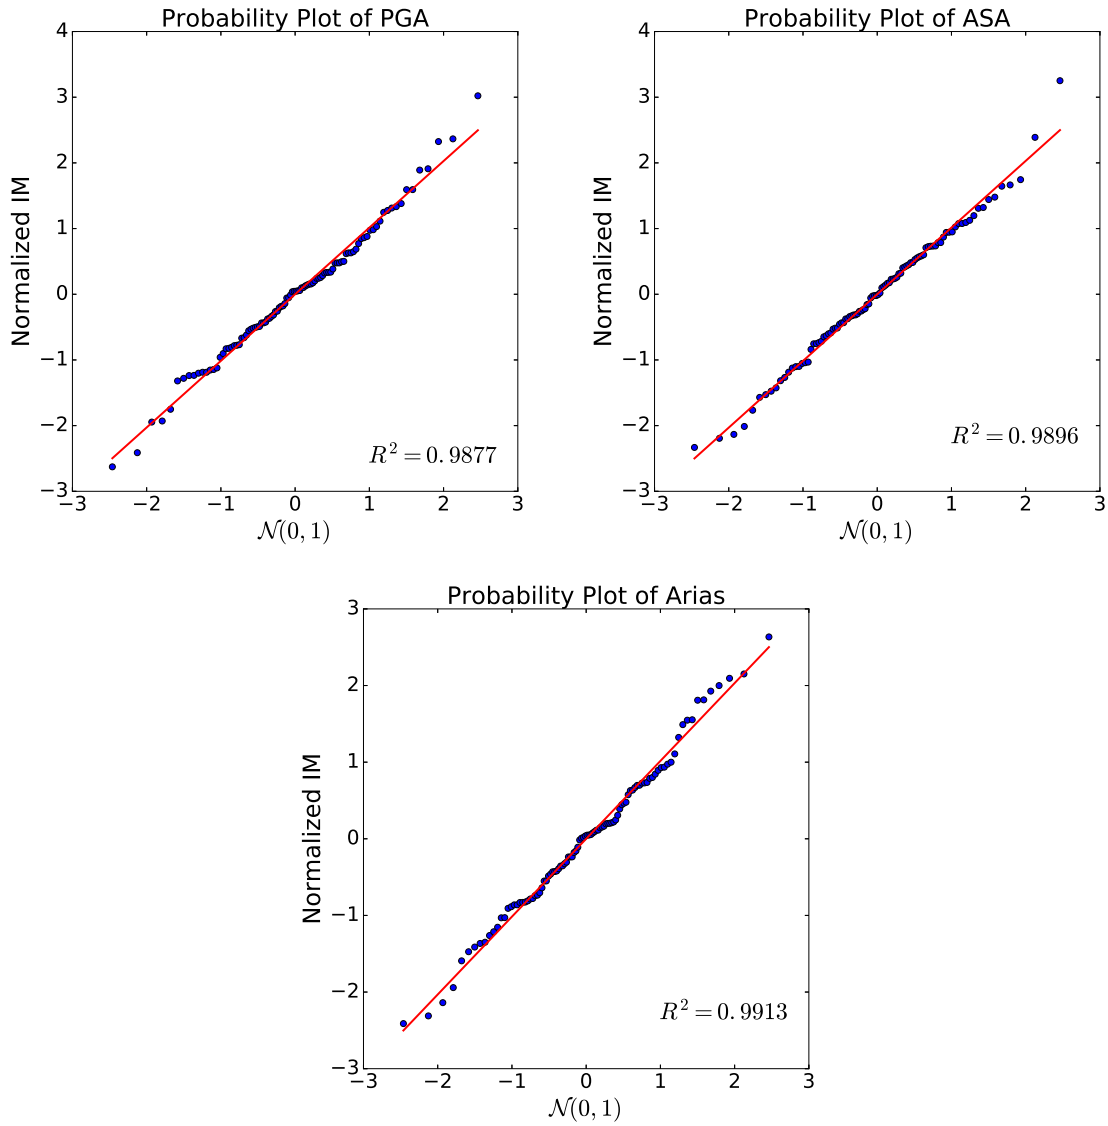 Probability Plot of PGA
4
3
2
1
0
−1
−2
−3
Normalized IM
R² = 0.9877
−3 −2 −1 0 1 2 3
𝒩(0, 1)
Probability Plot of ASA
4
3
2
1
0
−1
−2
−3
Normalized IM
R² = 0.9896
−3 −2 −1 0 1 2 3
𝒩(0, 1)
Probability Plot of Arias
3
2
1
0
−1
−2
−3
Normalized IM
R² = 0.9913
−3 −2 −1 0 1 2 3
𝒩(0, 1)